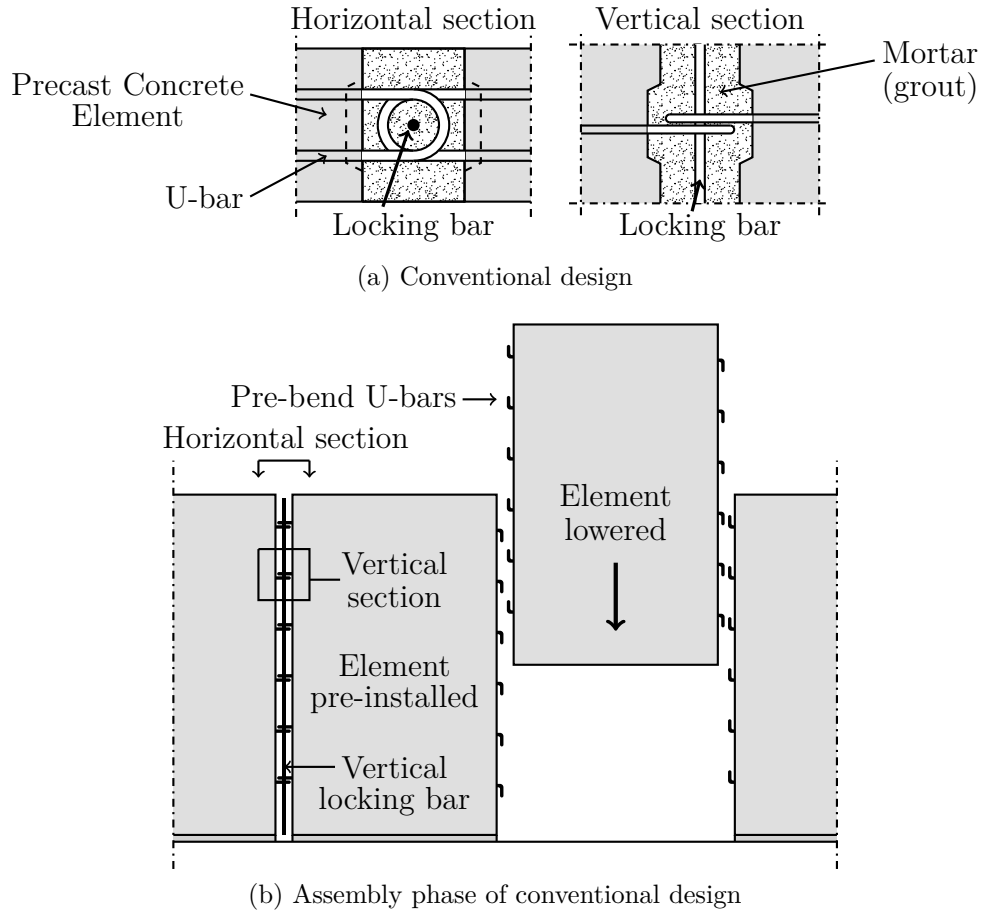 Horizontal section
Vertical section
Precast Concrete
Element
U-bar
Locking bar
Locking bar
Mortar
(grout)
(a) Conventional design
Pre-bend U-bars
Horizontal section
Element
lowered
Vertical
section
Element
pre-installed
Vertical
locking bar
(b) Assembly phase of conventional design